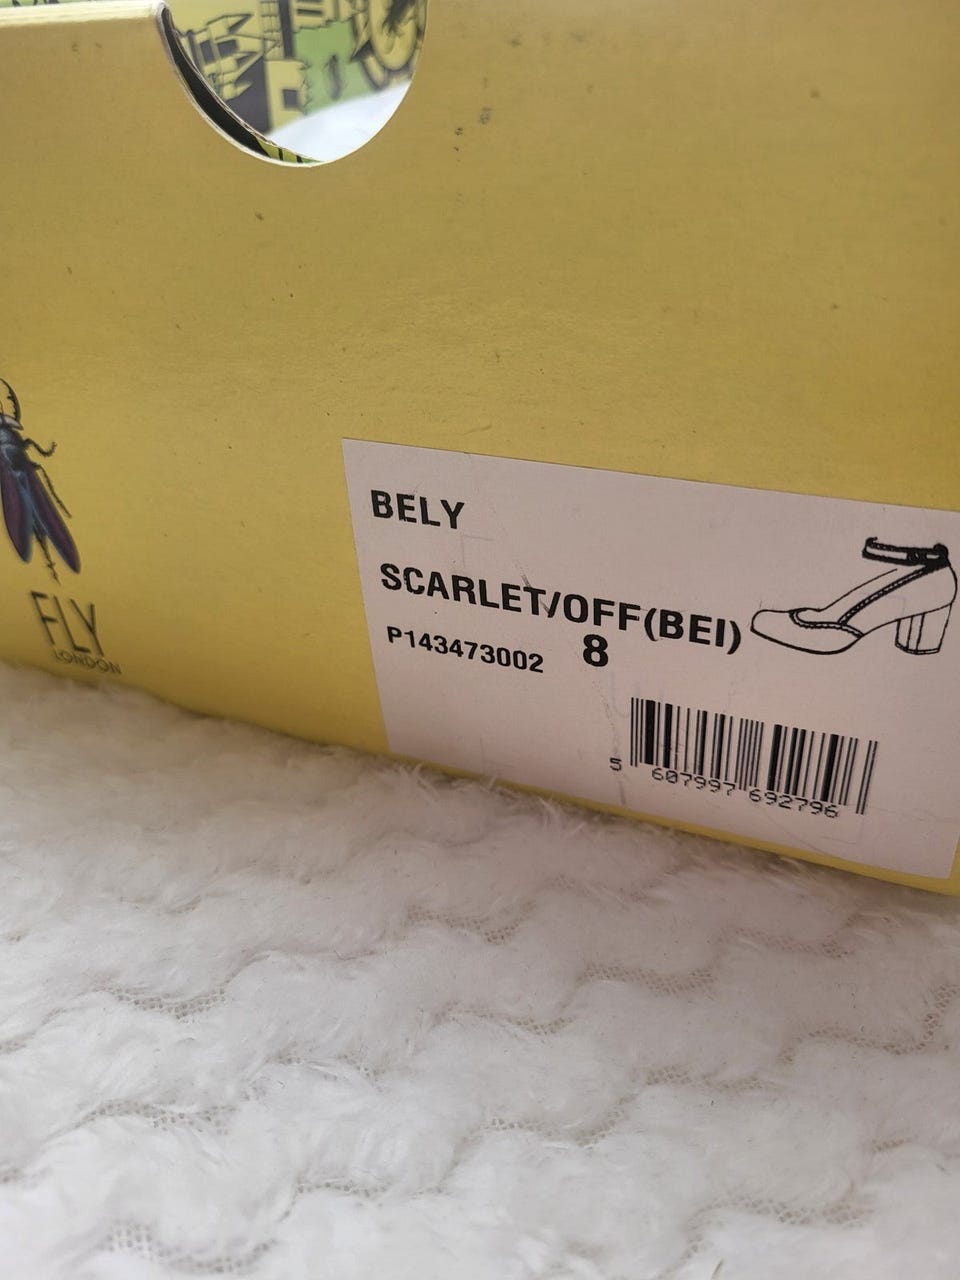 FLY
LONDON
BELY
SCARLET/OFF(BEI)
P143473002 8
5 607997 692796